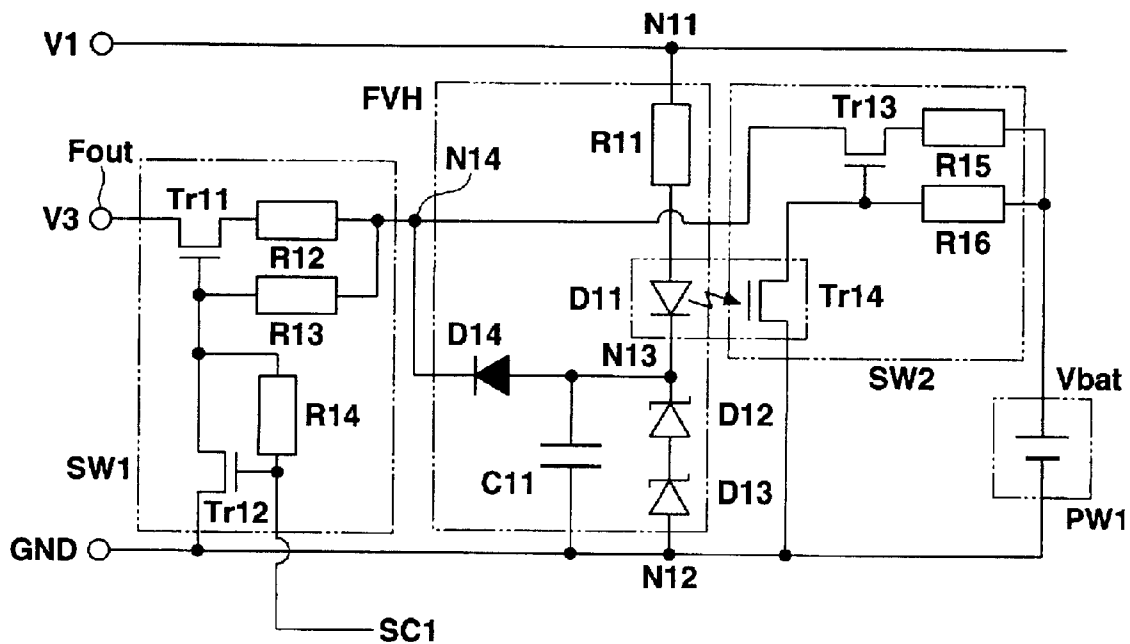 N11
V1
FVH
Tr13
R11
R15
Fout
N14
Tr11
V3
R12
R16
R13
D11
Tr14
D14
N13
SW2
Vbat
R14
D12
SW1
C11
D13
Tr12
PW1
GND
N12
SC1